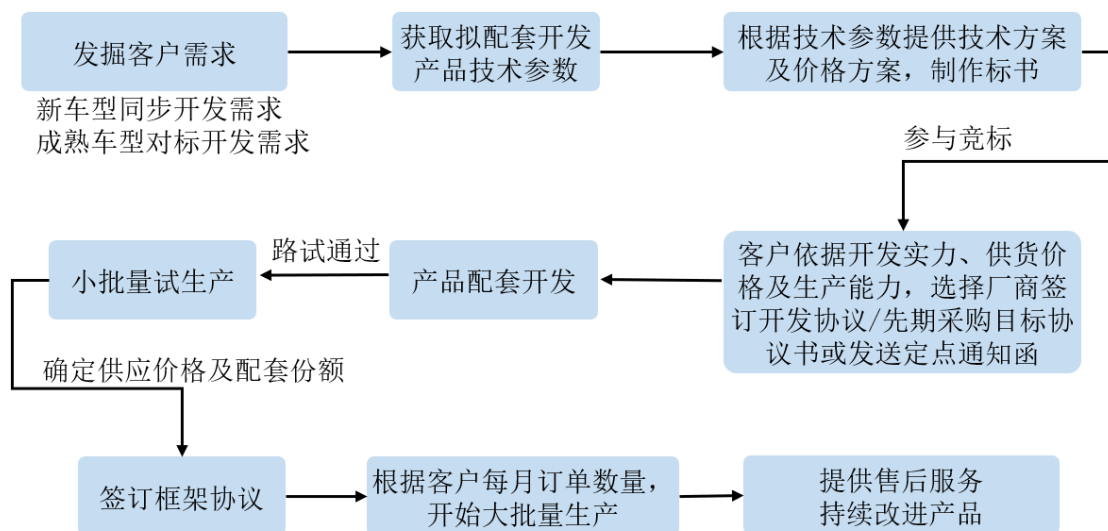 发掘客户需求
新车型同步开发需求
成熟车型对标开发需求
获取拟配套开发
产品技术参数
根据技术参数提供技术方案
及价格方案，制作标书
参与竞标
客户依据开发实力、供货价
格及生产能力，选择厂商签
订开发协议/先期采购目标协
议书或发送定点通知函
产品配套开发
路试通过
小批量试生产
确定供应价格及配套份额
签订框架协议
根据客户每月订单数量，
开始大批量生产
提供售后服务
持续改进产品